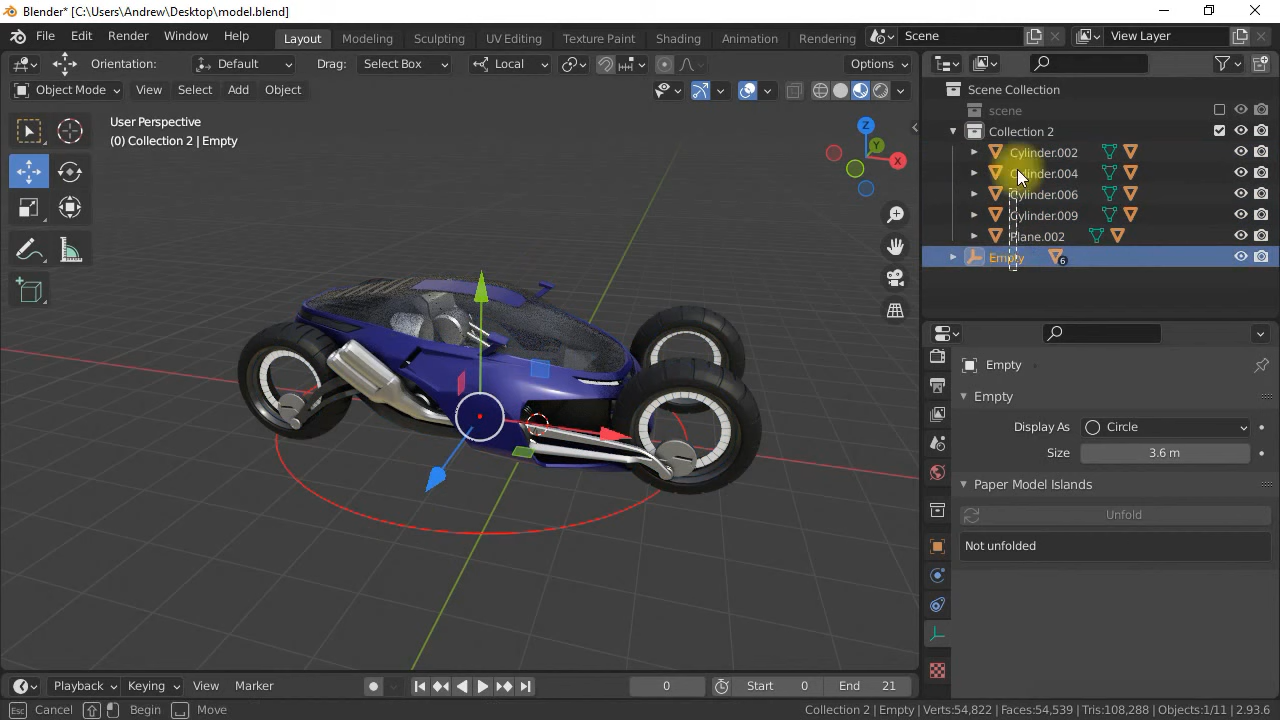 Blender* [C:\Users\Andrew\Desktop\model.blend]
File Edit Render Window Help Layout Modeling Sculpting UV Editing Texture Paint Shading Animation Rendering Scene View Layer
Orientation: Default Drag: Select Box Local Options
Object Mode View Select Add Object
User Perspective
(0) Collection 2 | Empty
Z
Y
X
Scene Collection
scene
Collection 2
Cylinder.002
Cylinder.004
Cylinder.006
Cylinder.009
Plane.002
Empty 6
Empty
Empty
Display As Circle
Size 3.6 m
Paper Model Islands
Unfold
Not unfolded
Playback Keying View Marker 0 Start 0 End 21
Esc Cancel Begin Move Collection 2 | Empty | Verts:54,822 | Faces:54,539 | Tris:108,288 | Objects:1/11 | 2.93.6